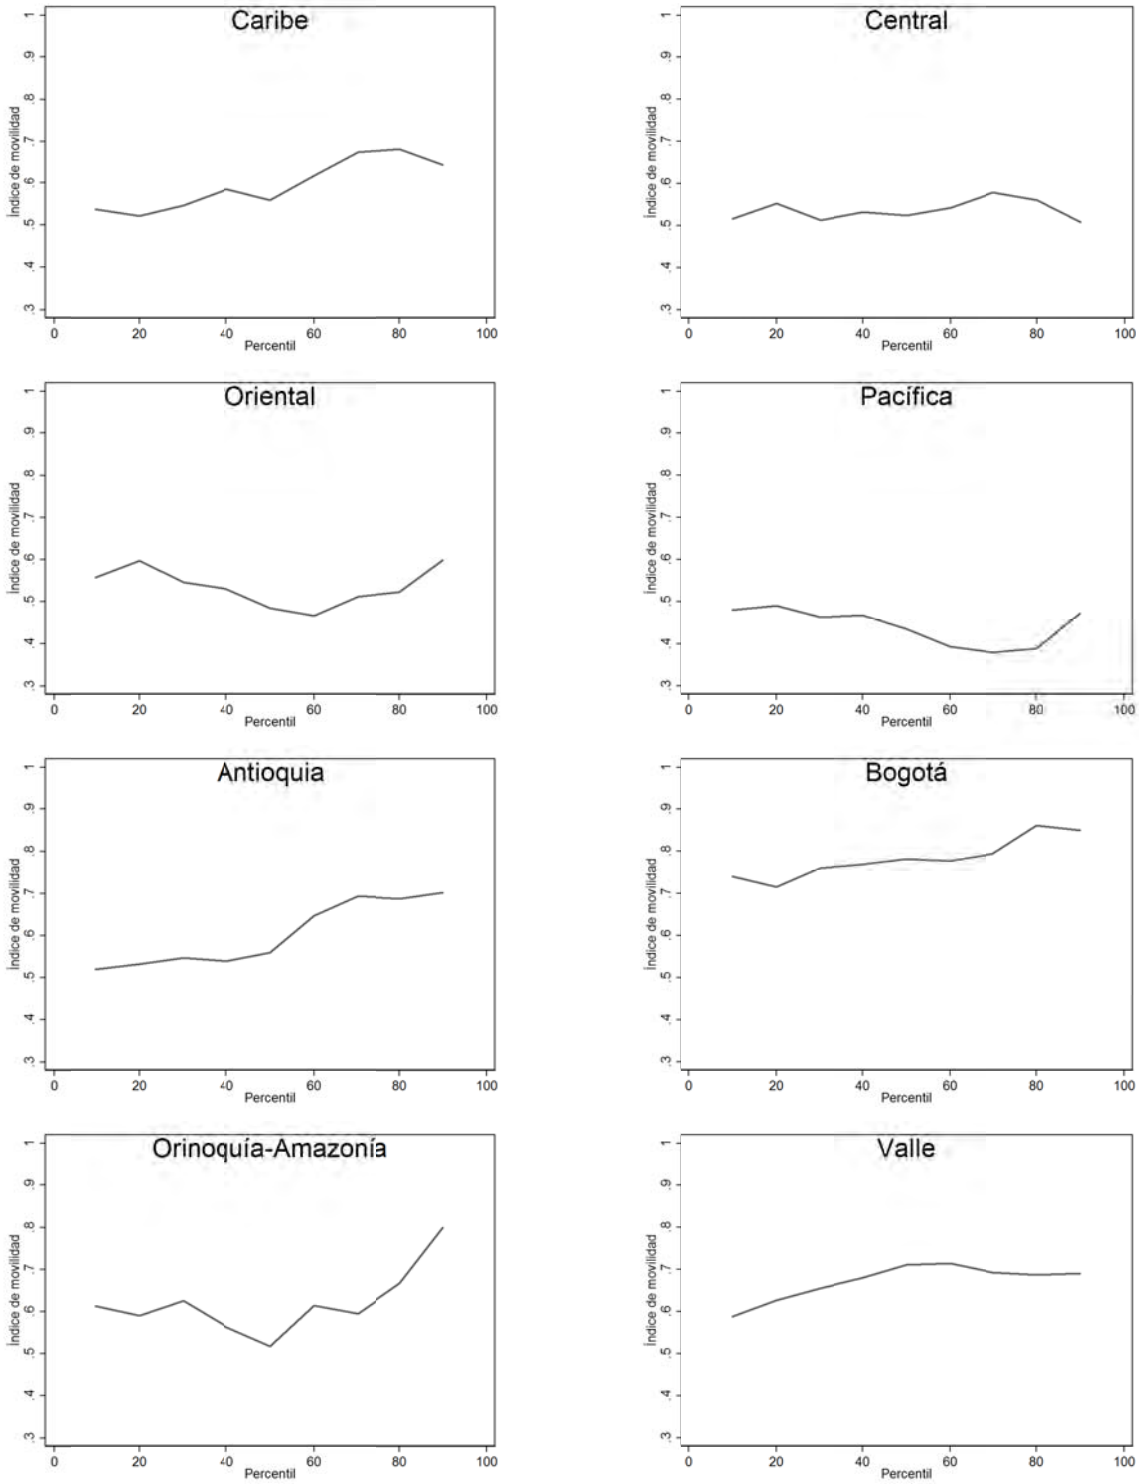 Caribe
Índice de movilidad
.3 .4 .5 .6 .7 .8 .9 1
0 20 40 60 80 100
Percentil
Central
Índice de movilidad
.3 .4 .5 .6 .7 .8 .9 1
0 20 40 60 80 100
Percentil
Oriental
Índice de movilidad
.3 .4 .5 .6 .7 .8 .9 1
0 20 40 60 80 100
Percentil
Pacífica
Índice de movilidad
.3 .4 .5 .6 .7 .8 .9 1
0 20 40 60 80 100
Percentil
Antioquia
Índice de movilidad
.3 .4 .5 .6 .7 .8 .9 1
0 20 40 60 80 100
Percentil
Bogotá
Índice de movilidad
.3 .4 .5 .6 .7 .8 .9 1
0 20 40 60 80 100
Percentil
Orinoquía-Amazonía
Índice de movilidad
.3 .4 .5 .6 .7 .8 .9 1
0 20 40 60 80 100
Percentil
Valle
Índice de movilidad
.3 .4 .5 .6 .7 .8 .9 1
0 20 40 60 80 100
Percentil